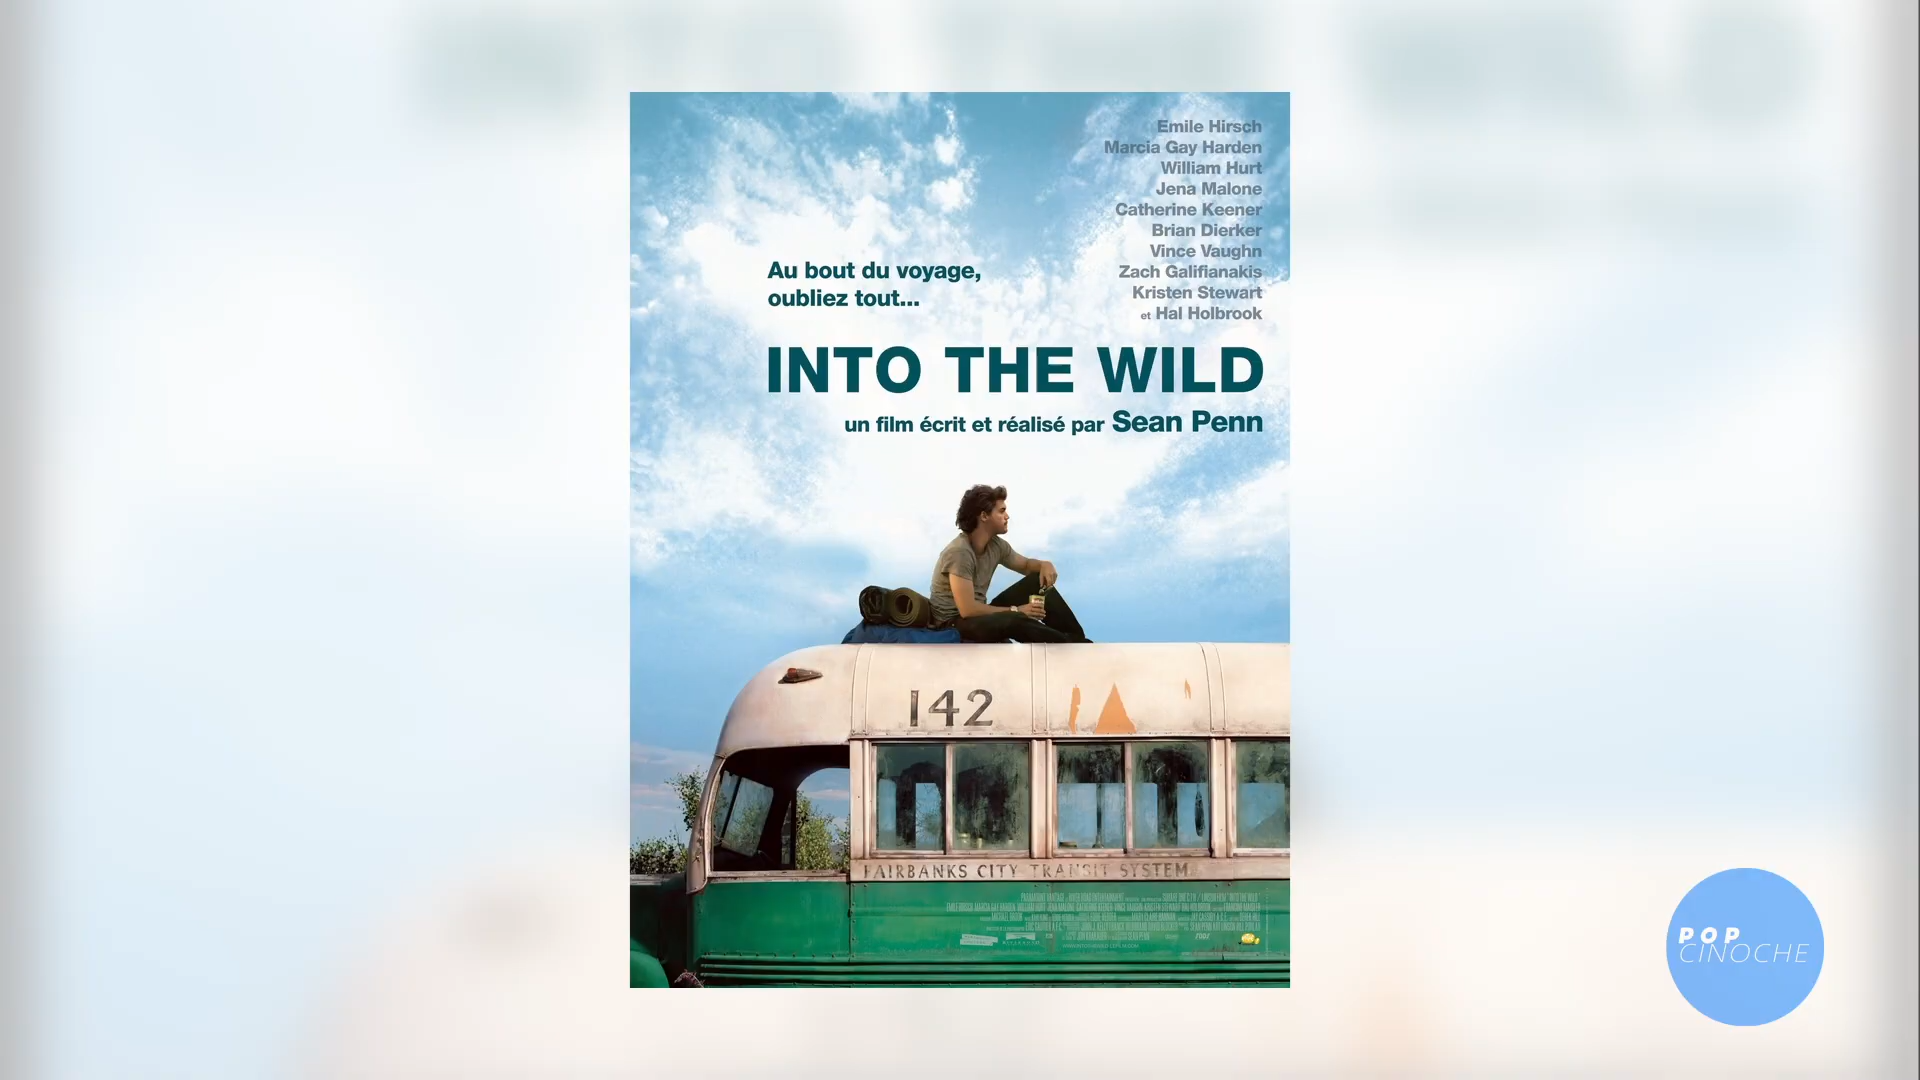 Emile Hirsch
Marcia Gay Harden
William Hurt
Jena Malone
Catherine Keener
Brian Dierker
Vince Vaughn
Zach Galifianakis
Kristen Stewart
et Hal Holbrook
Au bout du voyage,
oubliez tout...
INTO THE WILD
un film écrit et réalisé par Sean Penn
142
FAIRBANKS CITY TRANSIT SYSTEM
POP
CINOCHE